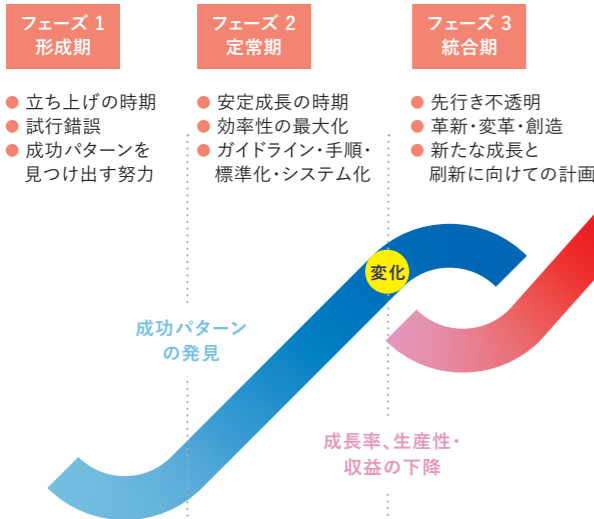 フェーズ 1
形成期
フェーズ 2
定常期
フェーズ 3
統合期
● 立ち上げの時期
● 試行錯誤
● 成功パターンを
見つけ出す努力
● 安定成長の時期
● 効率性の最大化
● ガイドライン・手順・
標準化・システム化
● 先行き不透明
● 革新・変革・創造
● 新たな成長と
刷新に向けての計画
変化
成功パターン
の発見
成長率、生産性・
収益の下降